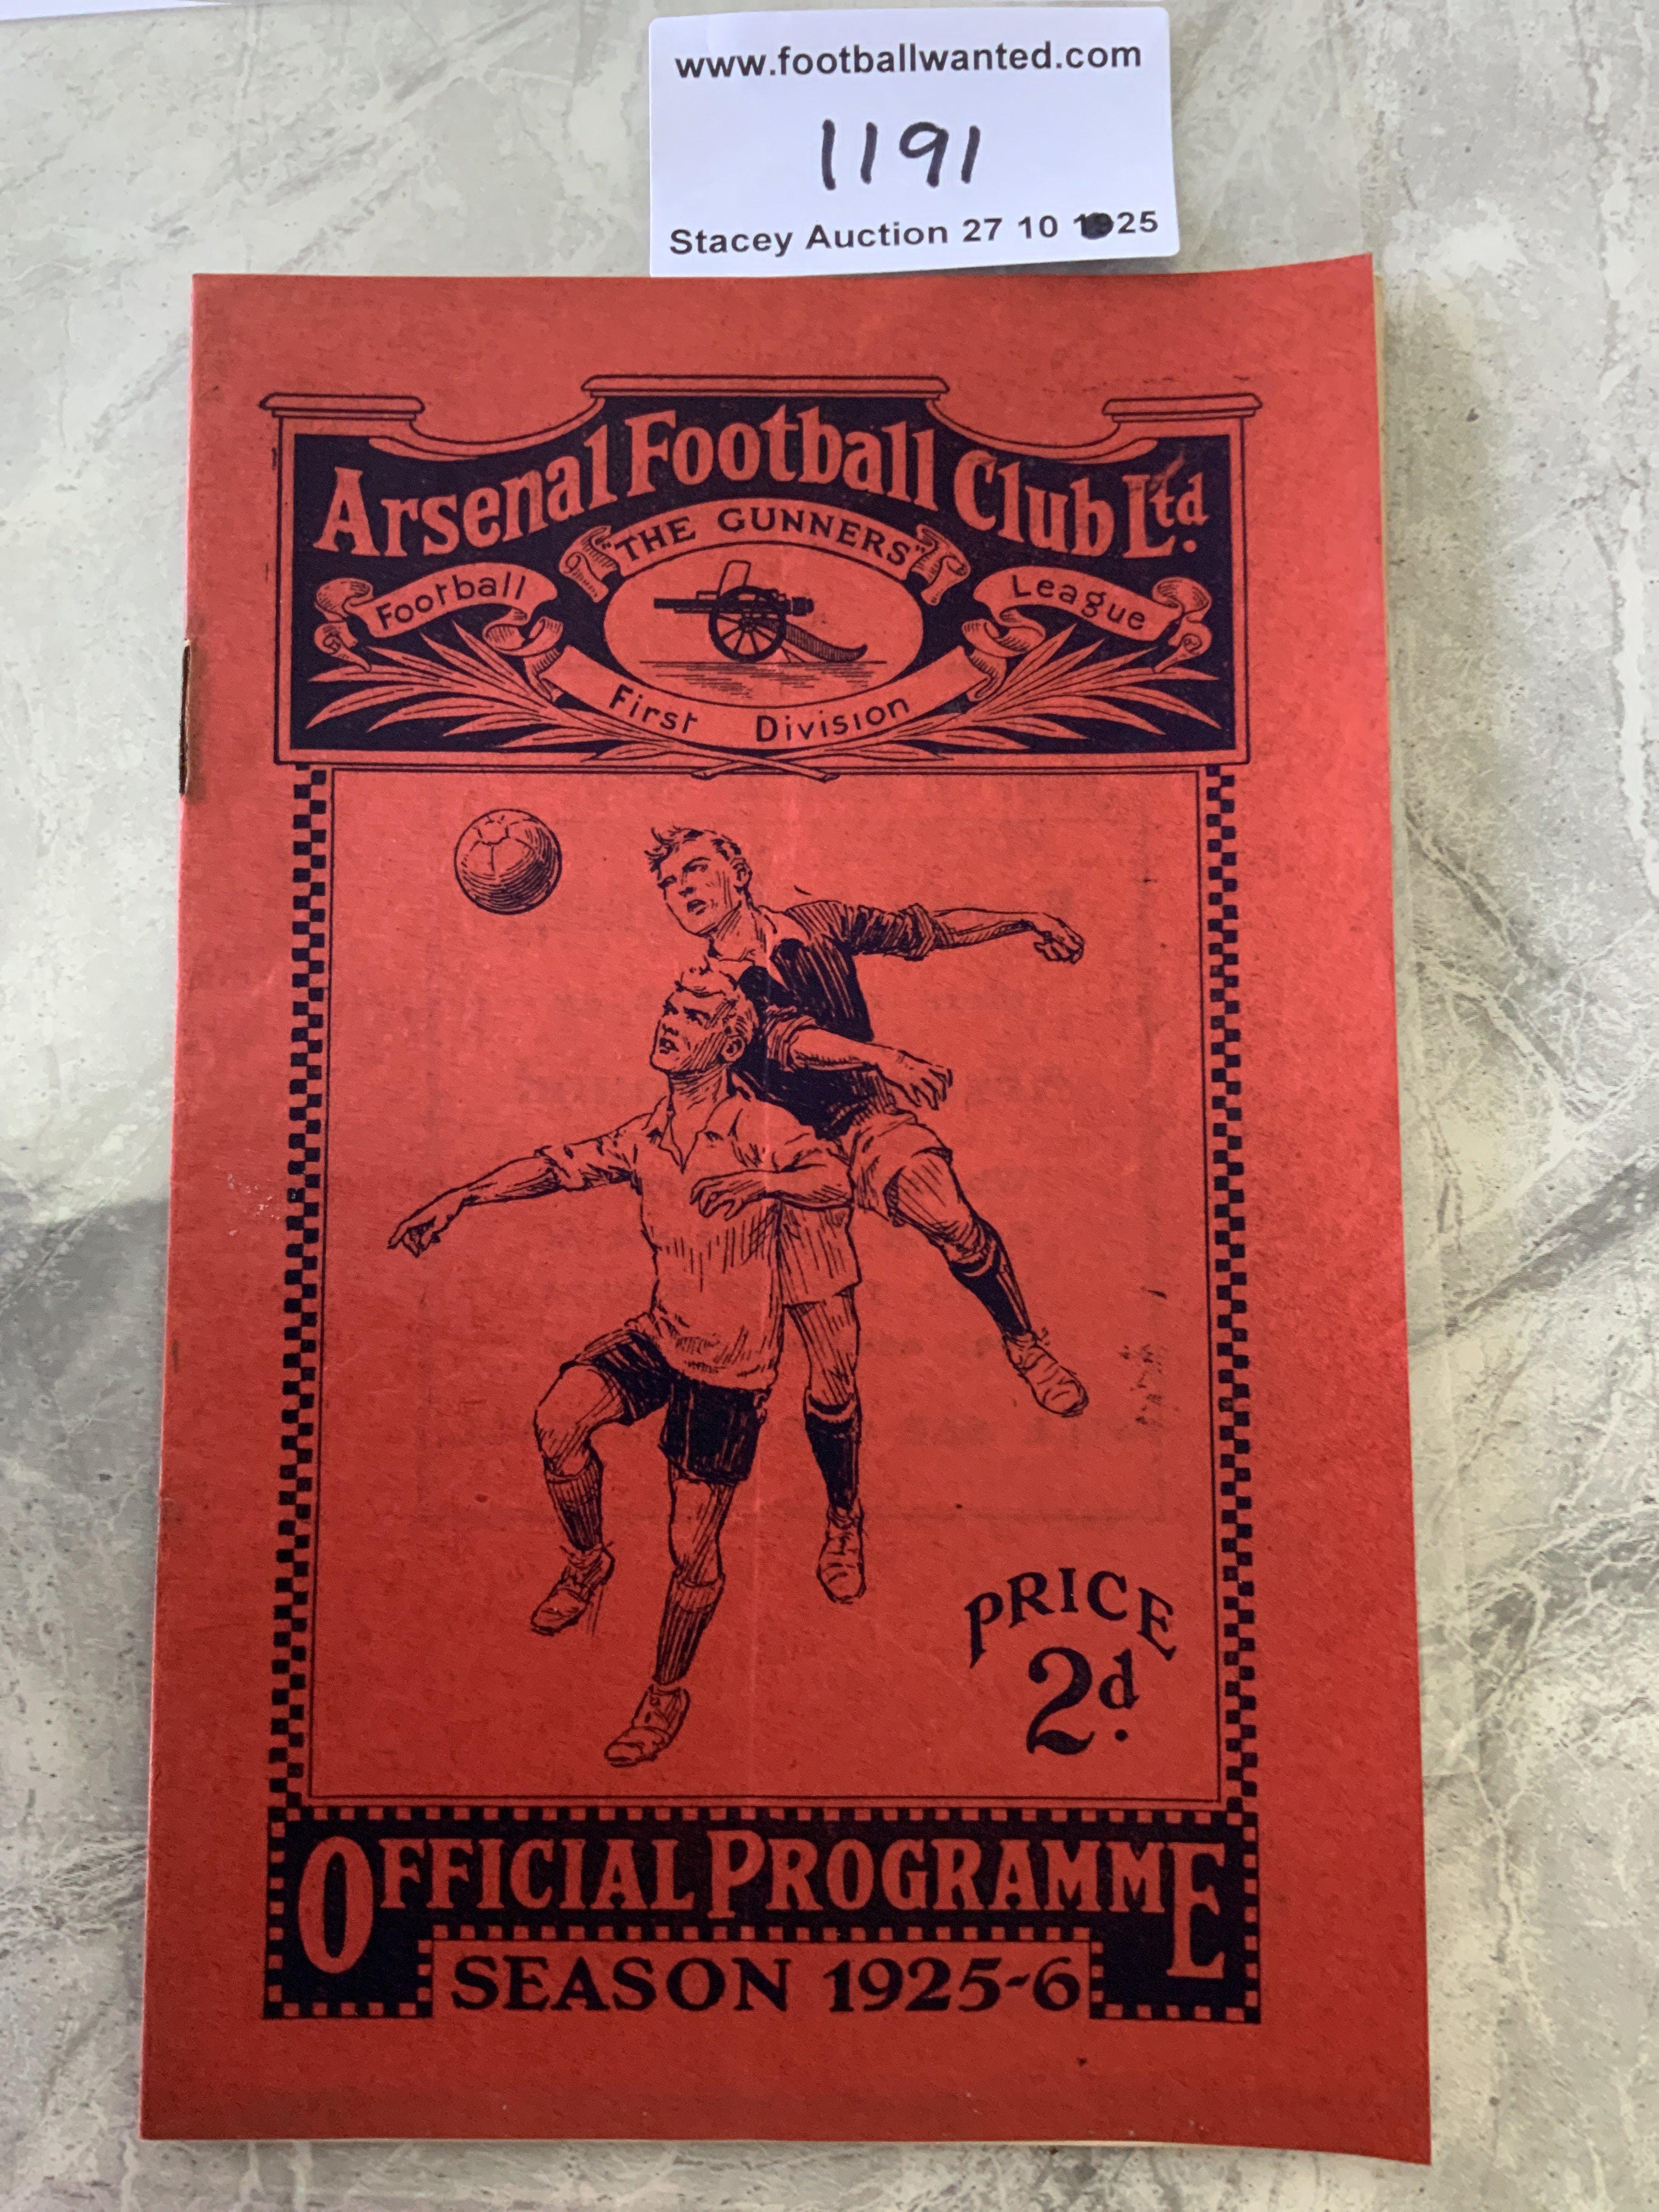 www.footballwanted.com
1191
Stacey Auction 27 10 1925
Arsenal Football Club Ltd.
"THE GUNNERS"
Football League
First Division
PRICE
2d.
OFFICIAL PROGRAMME
SEASON 1925-6